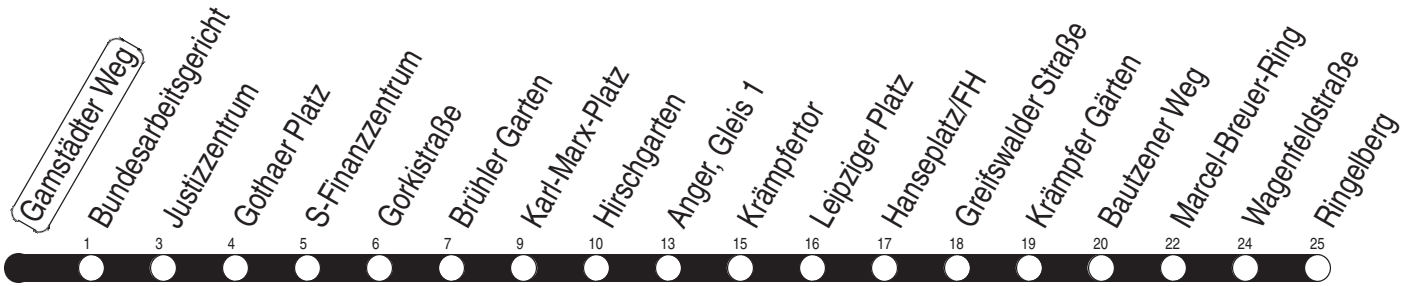 Gamstädter Weg
Bundesarbeitsgericht
Justizzentrum
Gothaer Platz
S-Finanzzentrum
Gorkistraße
Brühler Garten
Karl-Marx-Platz
Hirschgarten
Anger, Gleis 1
Krämpfertor
Leipziger Platz
Hanseplatz/FH
Greifswalder Straße
Krämpfer Gärten
Bautzener Weg
Marcel-Breuer-Ring
Wagenfeldstraße
Ringelberg
1 3 4 5 6 7 9 10 13 15 16 17 18 19 20 22 24 25